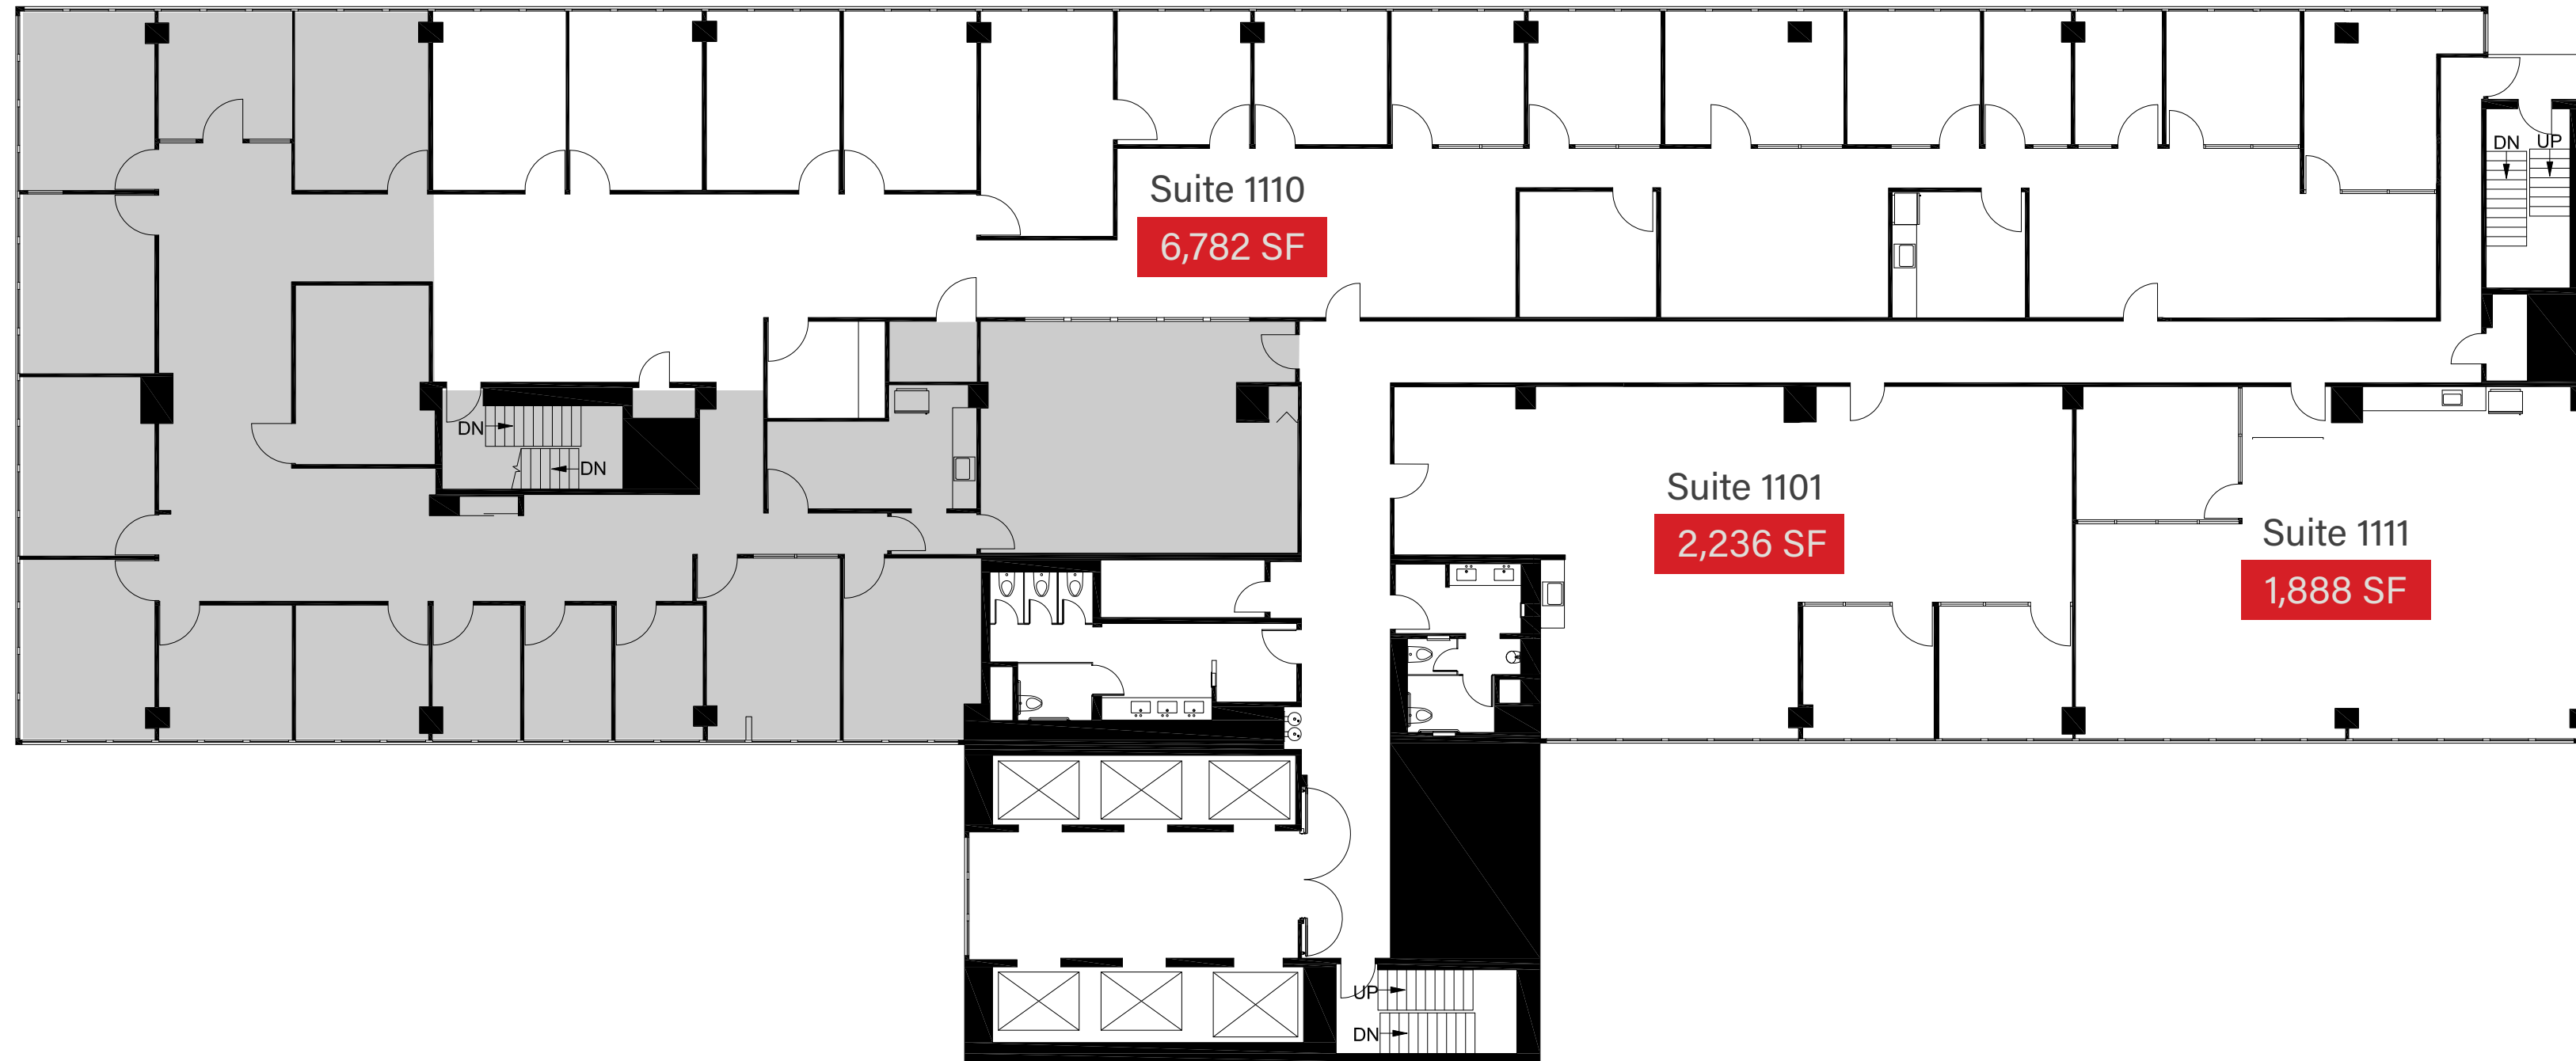 DN
UP
Suite 1110
6,782 SF
DN
DN
Suite 1101
2,236 SF
Suite 1111
1,888 SF
UP
DN